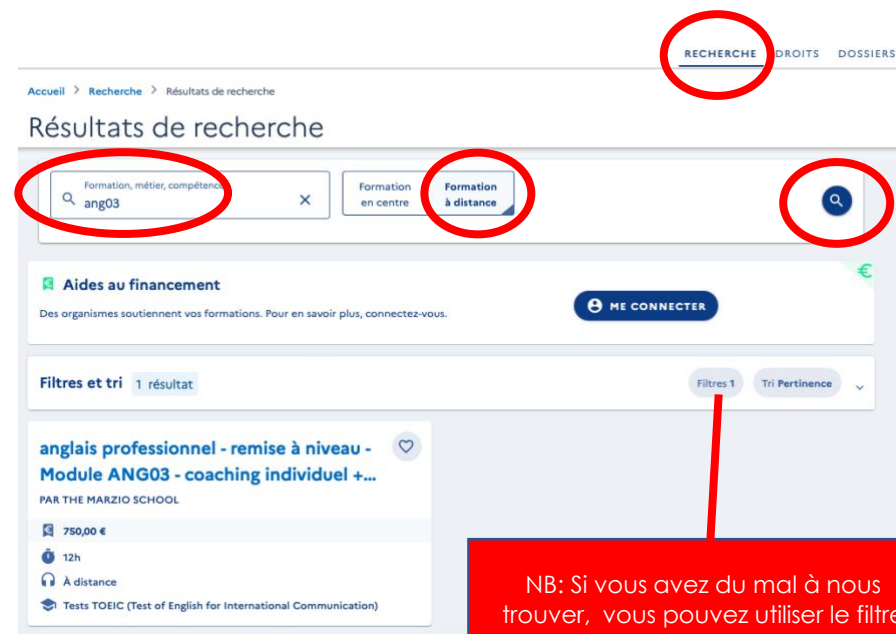 RECHERCHE DROITS DOSSIERS
Accueil > Recherche > Résultats de recherche
Résultats de recherche
Formation, métier, compétence
ang03
Formation en centre
Formation à distance
Aides au financement
Des organismes soutiennent vos formations. Pour en savoir plus, connectez-vous.
ME CONNECTER
€
Filtres et tri 1 résultat
Filtres 1 Tri Pertinence
anglais professionnel - remise à niveau -
Module ANG03 - coaching individuel +...
PAR THE MARZIO SCHOOL
750,00 €
12h
À distance
Tests TOEIC (Test of English for International Communication)
NB: Si vous avez du mal à nous
trouver, vous pouvez utiliser le filtre